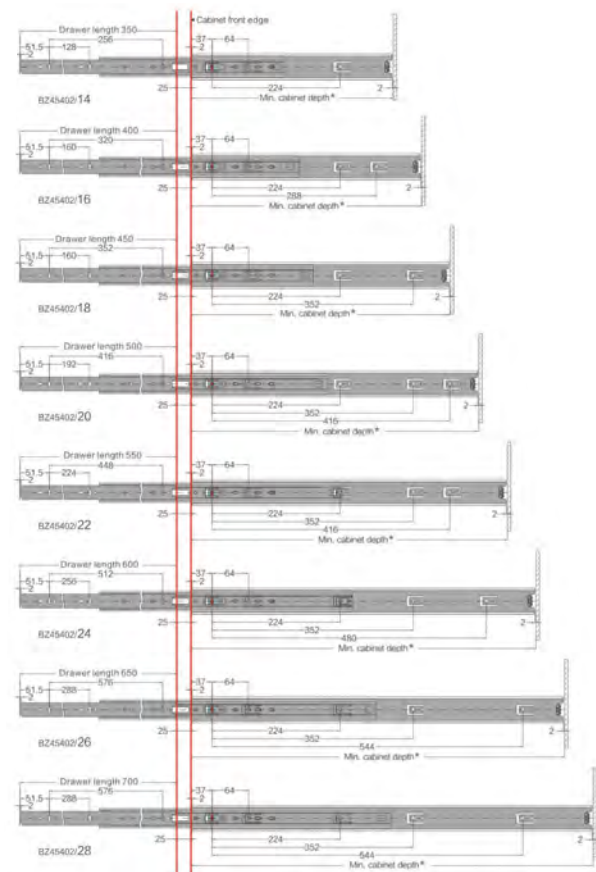 Cabinet front edge
Drawer length 350
256
37 64
51.5 128
2 2
224
25 2
Min. cabinet depth*
BZ45402/14
Drawer length 400
320
37 64
51.5 160
2 2
224
25 2
288
BZ45402/16
Min. cabinet depth*
Drawer length 450
352
37 64
51.5 160
2 2
224
25 2
352
BZ45402/18
Min. cabinet depth*
Drawer length 500
416
37 64
51.5 192
2 2
224
25
352
BZ45402/20
416
Min. cabinet depth*
Drawer length 550
448
37 64
51.5 224
2 2
224
25 2
352
BZ45402/22
416
Min. cabinet depth*
Drawer length 600
512
37 64
51.5 256
2 2
224
25 2
352
BZ45402/24
480
Min. cabinet depth*
Drawer length 650
576
37 64
51.5 288
2 2
224
25 2
352
BZ45402/26
544
Min. cabinet depth*
Drawer length 700
576
37 64
51.5 288
2 2
224
25 2
352
BZ45402/28
544
Min. cabinet depth*